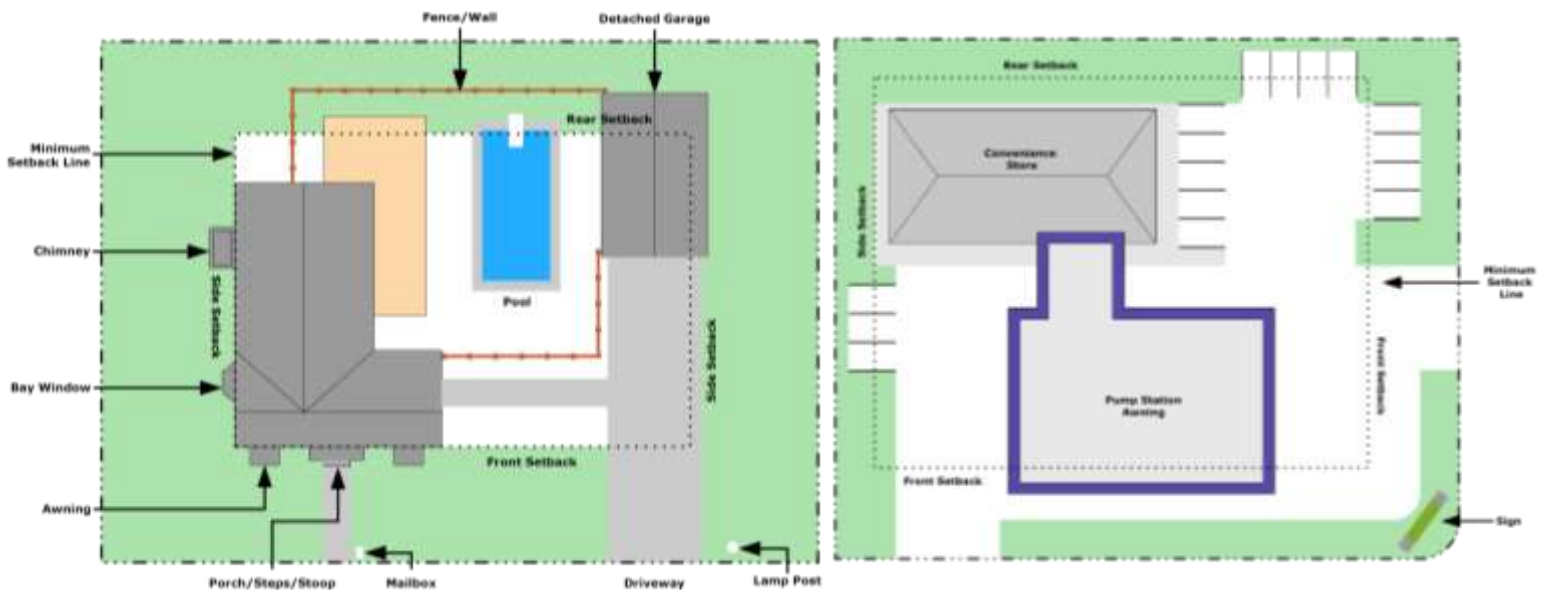 Fence/Wall
Detached Garage
Rear Setback
Minimum
Setback Line
Chimney
Side Setback
Pool
Bay Window
Side Setback
Front Setback
Awning
Porch/Steps/Stoop
Mailbox
Driveway
Lamp Post
Rear Setback
Convenience
Store
Side Setback
Minimum
Setback
Line
Front Setback
Pump Station
Awning
Front Setback
Sign